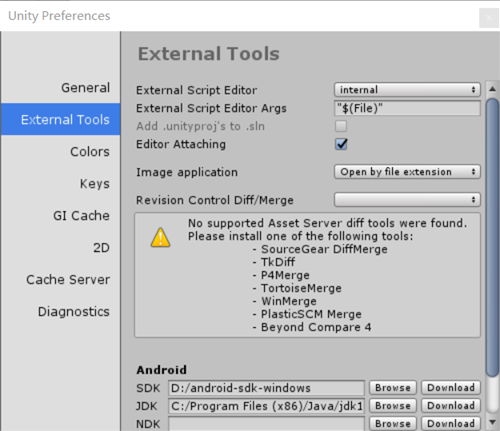 Unity Preferences
External Tools
General
External Tools
Colors
Keys
GI Cache
2D
Cache Server
Diagnostics
External Script Editor internal
External Script Editor Args "$(File)"
Add .unityproj's to .sln
Editor Attaching
Image application Open by file extension
Revision Control Diff/Merge
No supported Asset Server diff tools were found.
Please install one of the following tools:
- SourceGear DiffMerge
- TkDiff
- P4Merge
- TortoiseMerge
- WinMerge
- PlasticSCM Merge
- Beyond Compare 4
Android
SDK D:/android-sdk-windows Browse Download
JDK C:/Program Files (x86)/Java/jdk1 Browse Download
NDK Browse Download